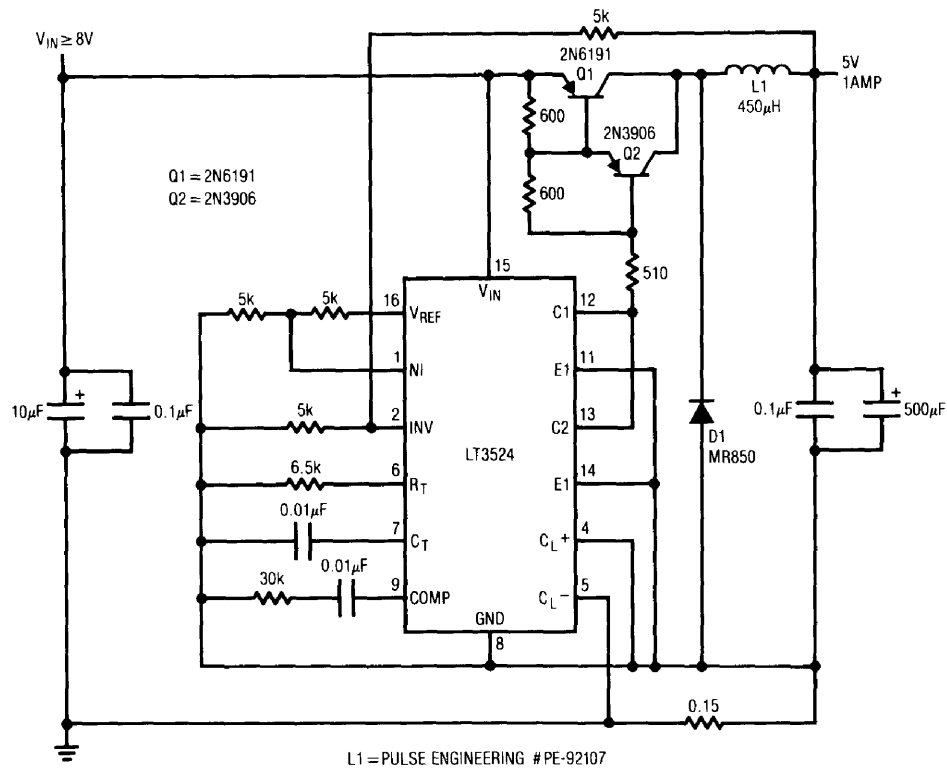 5k
V_IN ≥ 8V
2N6191
Q1
5V
1AMP
L1
450μH
600
2N3906
Q2
Q1 = 2N6191
Q2 = 2N3906
600
510
15
V_IN
5k
5k
16
V_REF
C1
12
1
NI
E1
11
10μF
+
0.1μF
5k
2
INV
C2
13
LT3524
D1
MR850
0.1μF
+
500μF
6.5k
6
R_T
E1
14
0.01μF
7
C_T
C_L+
4
30k
0.01μF
9
COMP
C_L−
5
GND
8
0.15
L1 = PULSE ENGINEERING #PE-92107